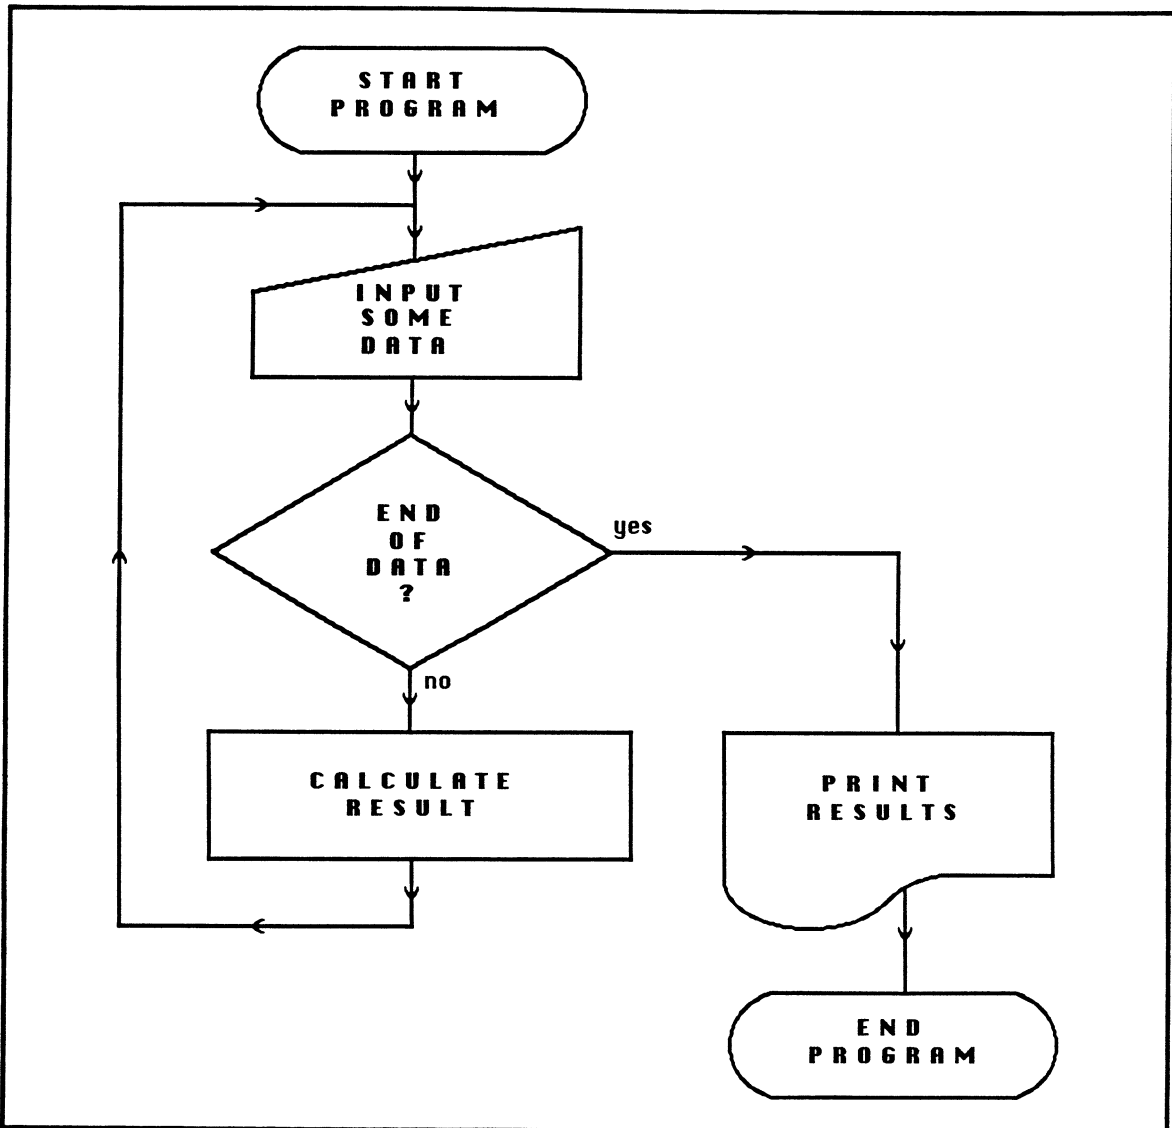 START
PROGRAM
INPUT
SOME
DATA
END
OF
DATA
?
yes
no
CALCULATE
RESULT
PRINT
RESULTS
END
PROGRAM